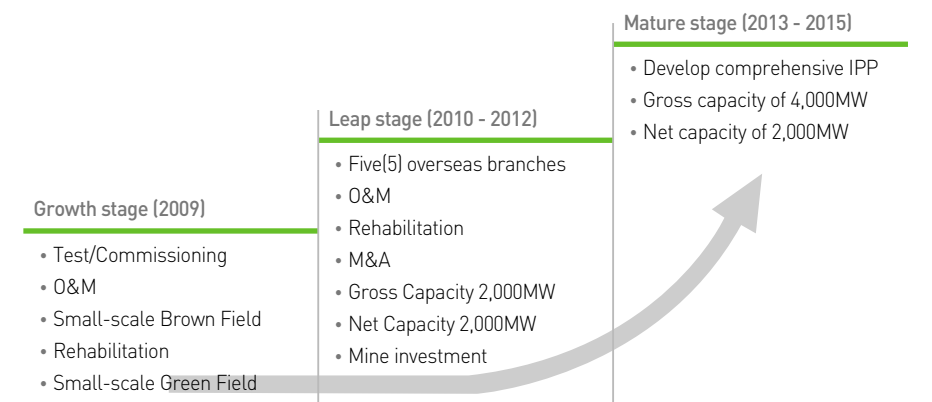 Growth stage (2009)
• Test/Commissioning
• O&M
• Small-scale Brown Field
• Rehabilitation
• Small-scale Green Field
Leap stage (2010 - 2012)
• Five(5) overseas branches
• O&M
• Rehabilitation
• M&A
• Gross Capacity 2,000MW
• Net Capacity 2,000MW
• Mine investment
Mature stage (2013 - 2015)
• Develop comprehensive IPP
• Gross capacity of 4,000MW
• Net capacity of 2,000MW